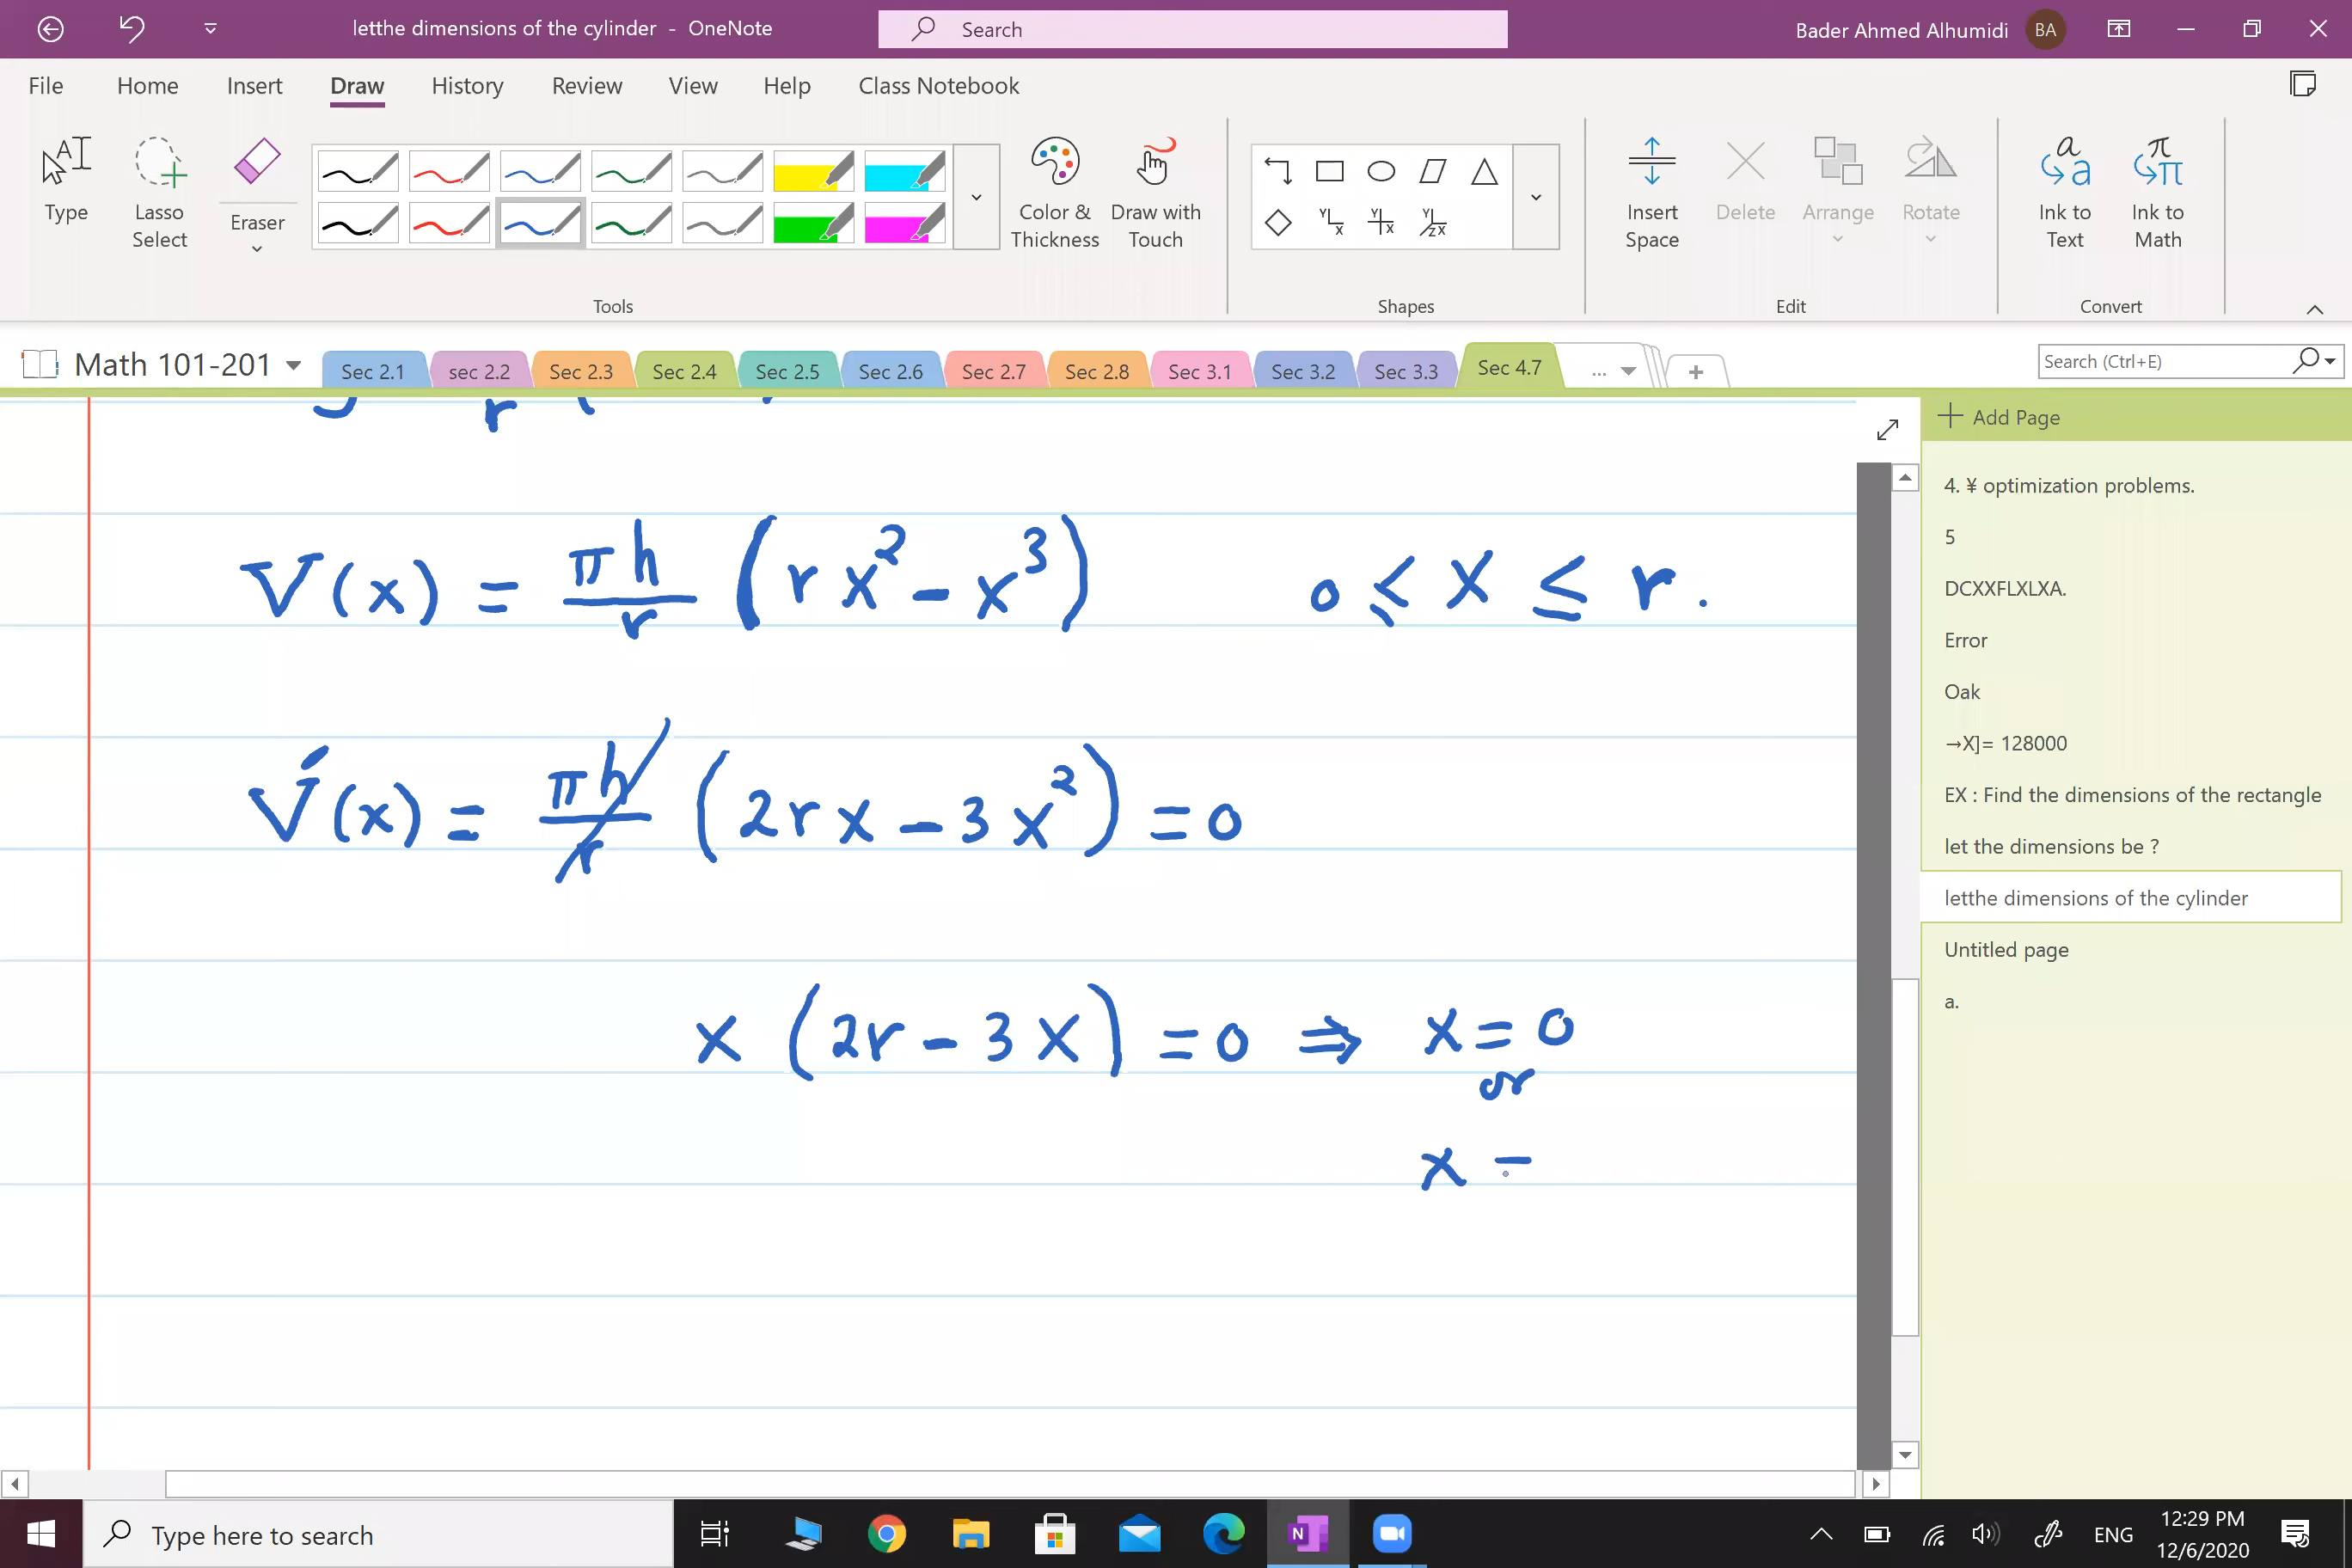 letthe dimensions of the cylinder - OneNote
Search
Bader Ahmed Alhumidi BA
File Home Insert Draw History Review View Help Class Notebook
Type
Lasso Select
Eraser
Color & Thickness
Draw with Touch
Insert Space
Delete
Arrange
Rotate
Ink to Text
Ink to Math
Tools
Shapes
Edit
Convert
Math 101-201
Sec 2.1 sec 2.2 Sec 2.3 Sec 2.4 Sec 2.5 Sec 2.6 Sec 2.7 Sec 2.8 Sec 3.1 Sec 3.2 Sec 3.3 Sec 4.7 ... +
Search (Ctrl+E)
V(x) = πh/r (rx² - x³) 0 ≤ x ≤ r.
V́(x) = πh/r (2rx - 3x²) = 0
x (2r - 3x) = 0 ⇒ x = 0
or
x =
Add Page
4. ¥ optimization problems.
5
DCXXFLXLXA.
Error
Oak
→X]= 128000
EX : Find the dimensions of the rectangle
let the dimensions be ?
letthe dimensions of the cylinder
Untitled page
a.
Type here to search
ENG
12:29 PM
12/6/2020